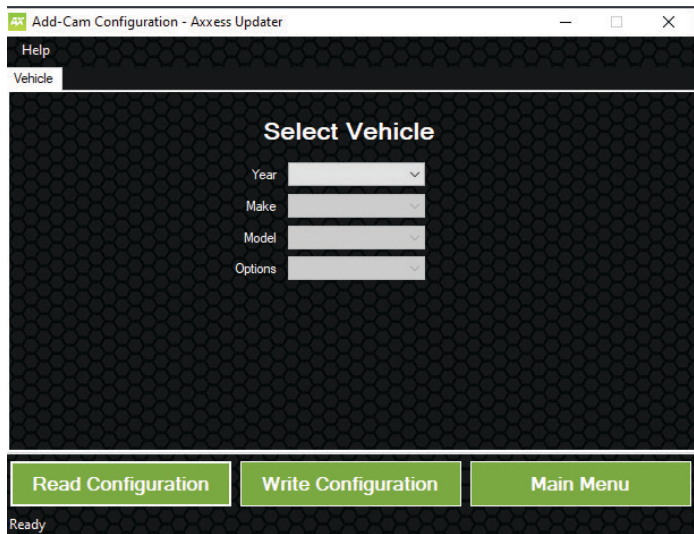 AX Add-Cam Configuration - Axxess Updater
Help
Vehicle
Select Vehicle
Year
Make
Model
Options
Read Configuration Write Configuration Main Menu
Ready